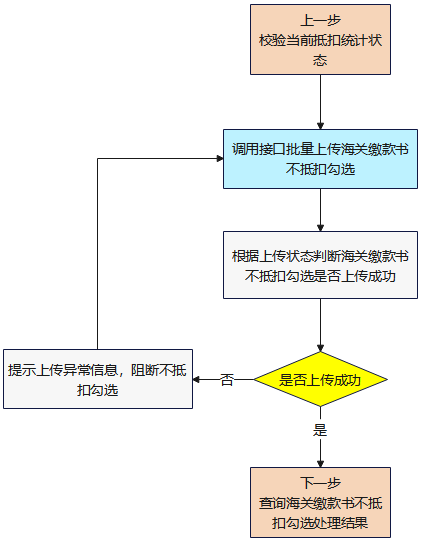 上一步
校验当前抵扣统计状
态
调用接口批量上传海关缴款书
不抵扣勾选
根据上传状态判断海关缴款书
不抵扣勾选是否上传成功
提示上传异常信息，阻断不抵
扣勾选
否
是否上传成功
是
下一步
查询海关缴款书不抵
扣勾选处理结果